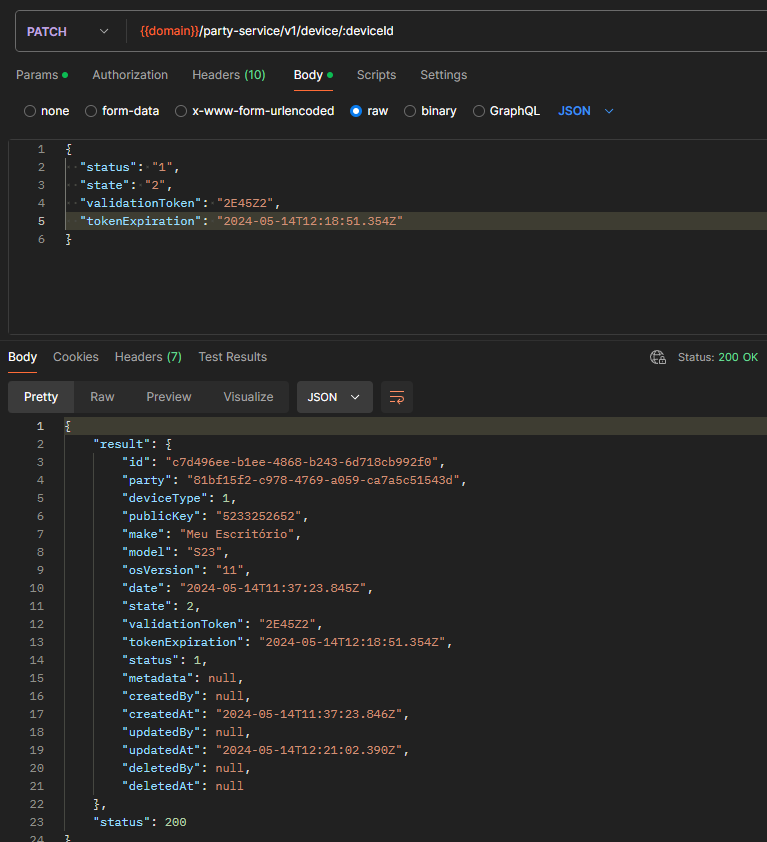 PATCH {{domain}}/party-service/v1/device/:deviceId
Params Authorization Headers (10) Body Scripts Settings
none form-data x-www-form-urlencoded raw binary GraphQL JSON
1 {
2 "status": "1",
3 "state": "2",
4 "validationToken": "2E45Z2",
5 "tokenExpiration": "2024-05-14T12:18:51.354Z"
6 }
Body Cookies Headers (7) Test Results Status: 200 OK
Pretty Raw Preview Visualize JSON
1 {
2 "result": {
3 "id": "c7d496ee-b1ee-4868-b243-6d718cb992f0",
4 "party": "81bf15f2-c978-4769-a059-ca7a5c51543d",
5 "deviceType": 1,
6 "publicKey": "5233252652",
7 "make": "Meu Escritório",
8 "model": "S23",
9 "osVersion": "11",
10 "date": "2024-05-14T11:37:23.845Z",
11 "state": 2,
12 "validationToken": "2E45Z2",
13 "tokenExpiration": "2024-05-14T12:18:51.354Z",
14 "status": 1,
15 "metadata": null,
16 "createdBy": null,
17 "createdAt": "2024-05-14T11:37:23.846Z",
18 "updatedBy": null,
19 "updatedAt": "2024-05-14T12:21:02.390Z",
20 "deletedBy": null,
21 "deletedAt": null
22 },
23 "status": 200
24 }